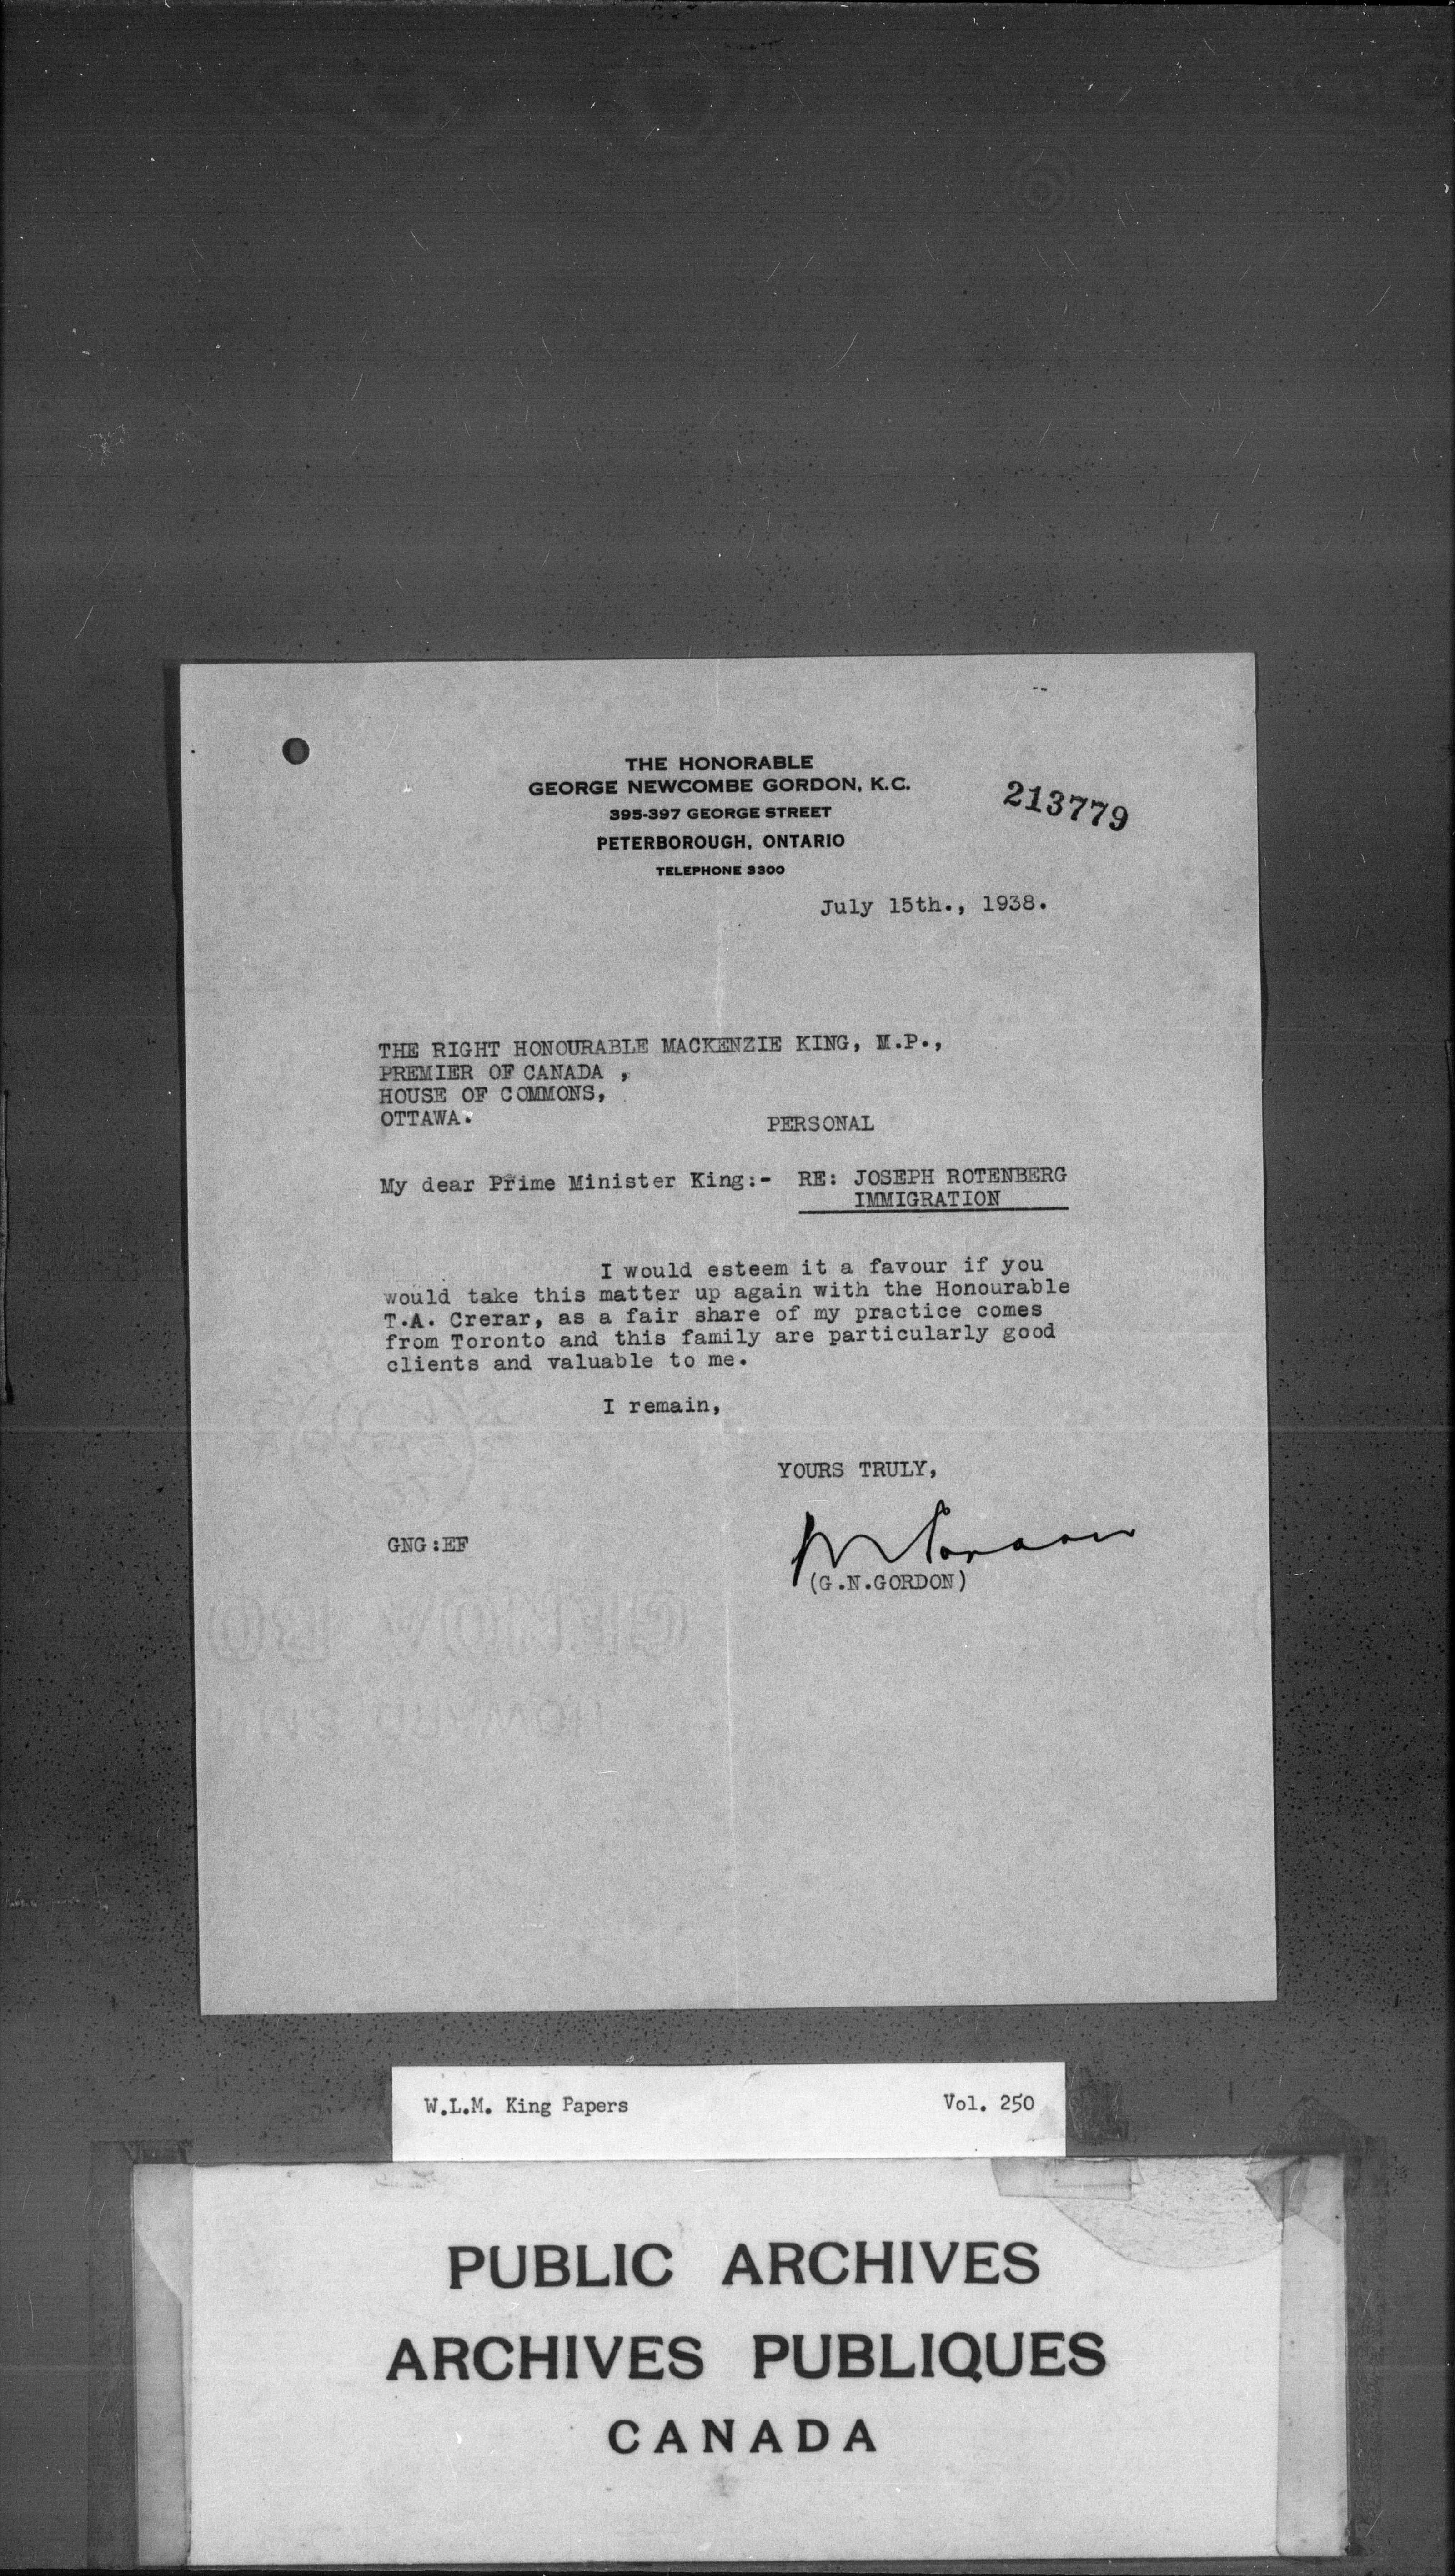 THE HONORABLE
GEORGE NEWCOMBE GORDON, K.C.
395-397 GEORGE STREET
PETERBOROUGH, ONTARIO
TELEPHONE 3300
213779
July 15th., 1938.
THE RIGHT HONOURABLE MACKENZIE KING, M.P.,
PREMIER OF CANADA ,
HOUSE OF COMMONS,
OTTAWA.
PERSONAL
My dear Prime Minister King:- RE: JOSEPH ROTENBERG
IMMIGRATION
I would esteem it a favour if you
would take this matter up again with the Honourable
T.A. Crerar, as a fair share of my practice comes
from Toronto and this family are particularly good
clients and valuable to me.
I remain,
YOURS TRULY,
GNG:EF
(G.N.GORDON)
W.L.M. King Papers Vol. 250
PUBLIC ARCHIVES
ARCHIVES PUBLIQUES
CANADA